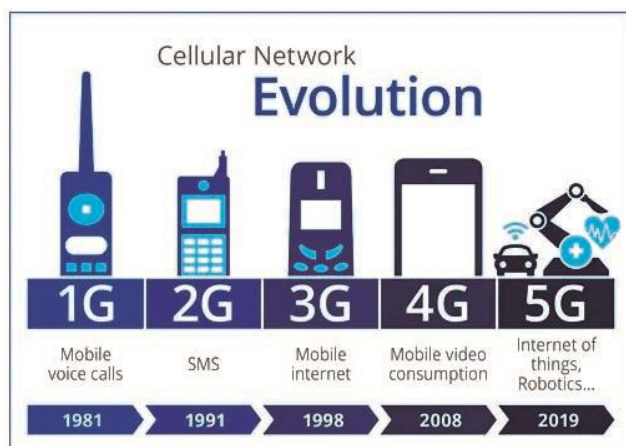 Cellular Network
Evolution
1G
2G
3G
4G
5G
Mobile
voice calls
SMS
Mobile
internet
Mobile video
consumption
Internet of
things,
Robotics...
1981
1991
1998
2008
2019